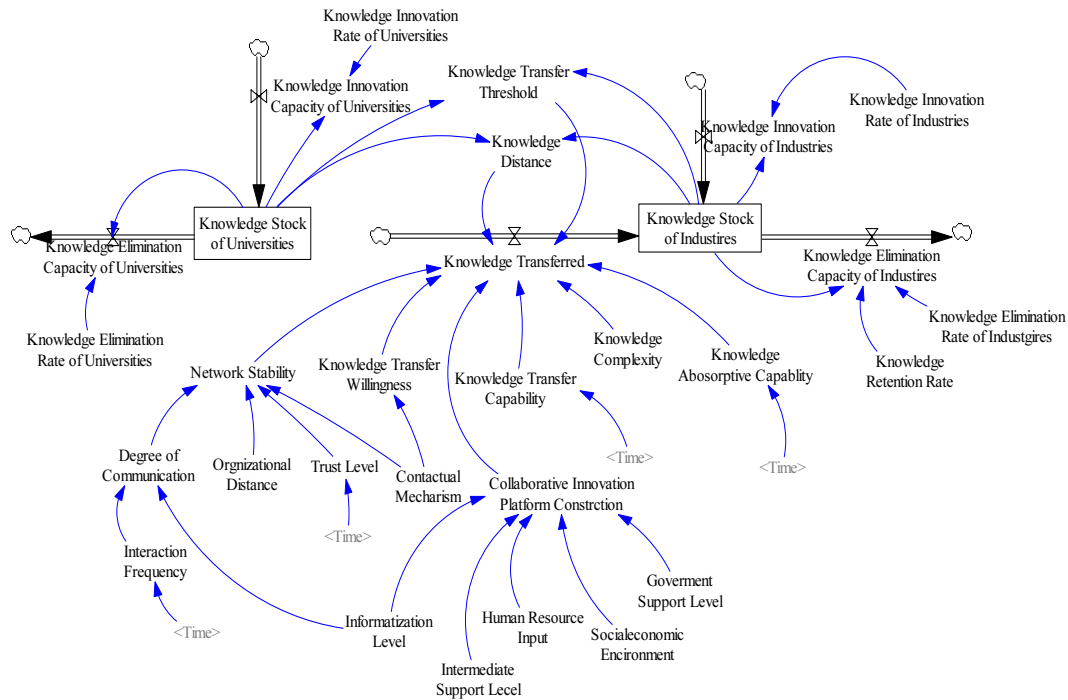 Knowledge Innovation
Rate of Universities
Knowledge Innovation
Capacity of Universities
Knowledge Transfer
Threshold
Knowledge Innovation
Rate of Industries
Knowledge Innovation
Capacity of Industries
Knowledge
Distance
Knowledge Stock
of Universities
Knowledge Stock
of Industires
Knowledge Elimination
Capacity of Universities
Knowledge Transferred
Knowledge Elimination
Capacity of Industires
Knowledge Elimination
Rate of Universities
Knowledge Elimination
Rate of Industgires
Knowledge
Retention Rate
Network Stability
Knowledge Transfer
Willingness
Knowledge Transfer
Capability
Knowledge
Complexity
Knowledge
Abosorptive Capablity
Degree of
Communication
Orgnizational
Distance
Trust Level
Contactual
Mecharism
<Time>
<Time>
Collaborative Innovation
Platform Constrction
<Time>
Interaction
Frequency
<Time>
Informatization
Level
Intermediate
Support Lecel
Human Resource
Input
Socialeconomic
Encironment
Goverment
Support Level